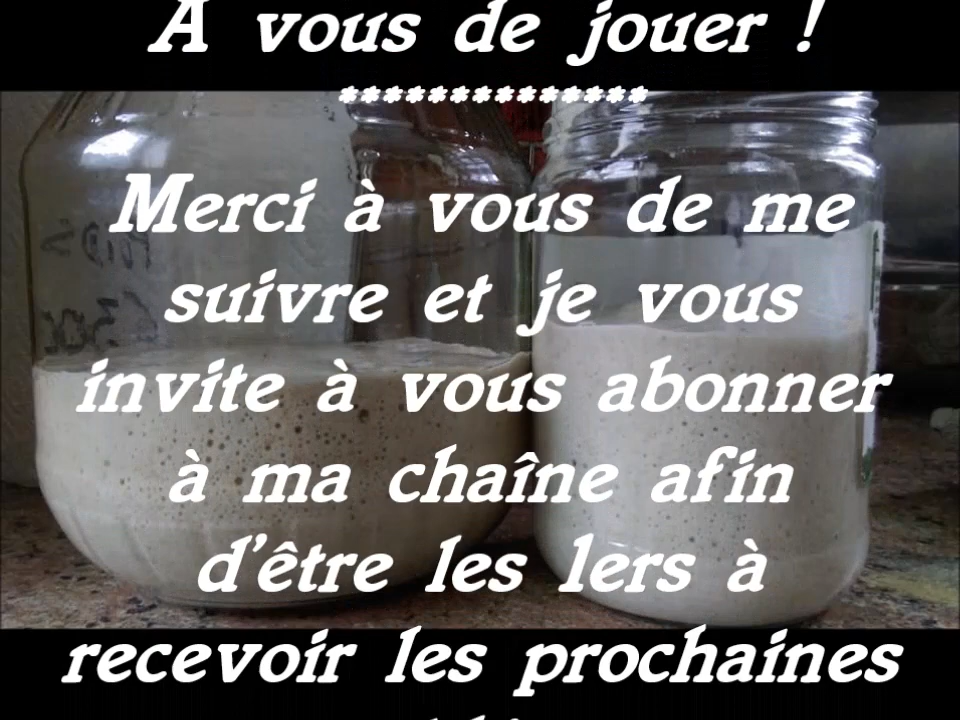 A vous de jouer !
**************
Merci à vous de me
suivre et je vous
invite à vous abonner
à ma chaîne afin
d'être les 1ers à
recevoir les prochaines